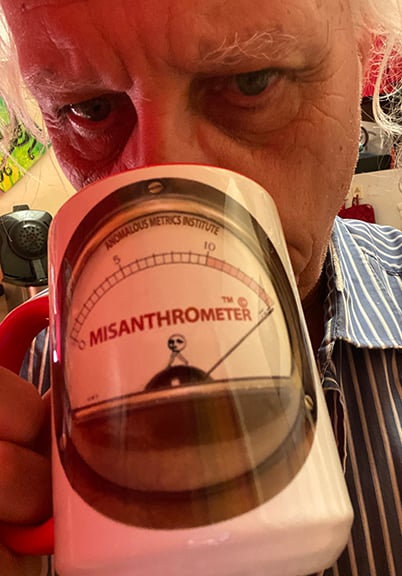 ANOMALOUS METRICS INSTITUTE
0 5 10
MISANTHROMETER ™ ©